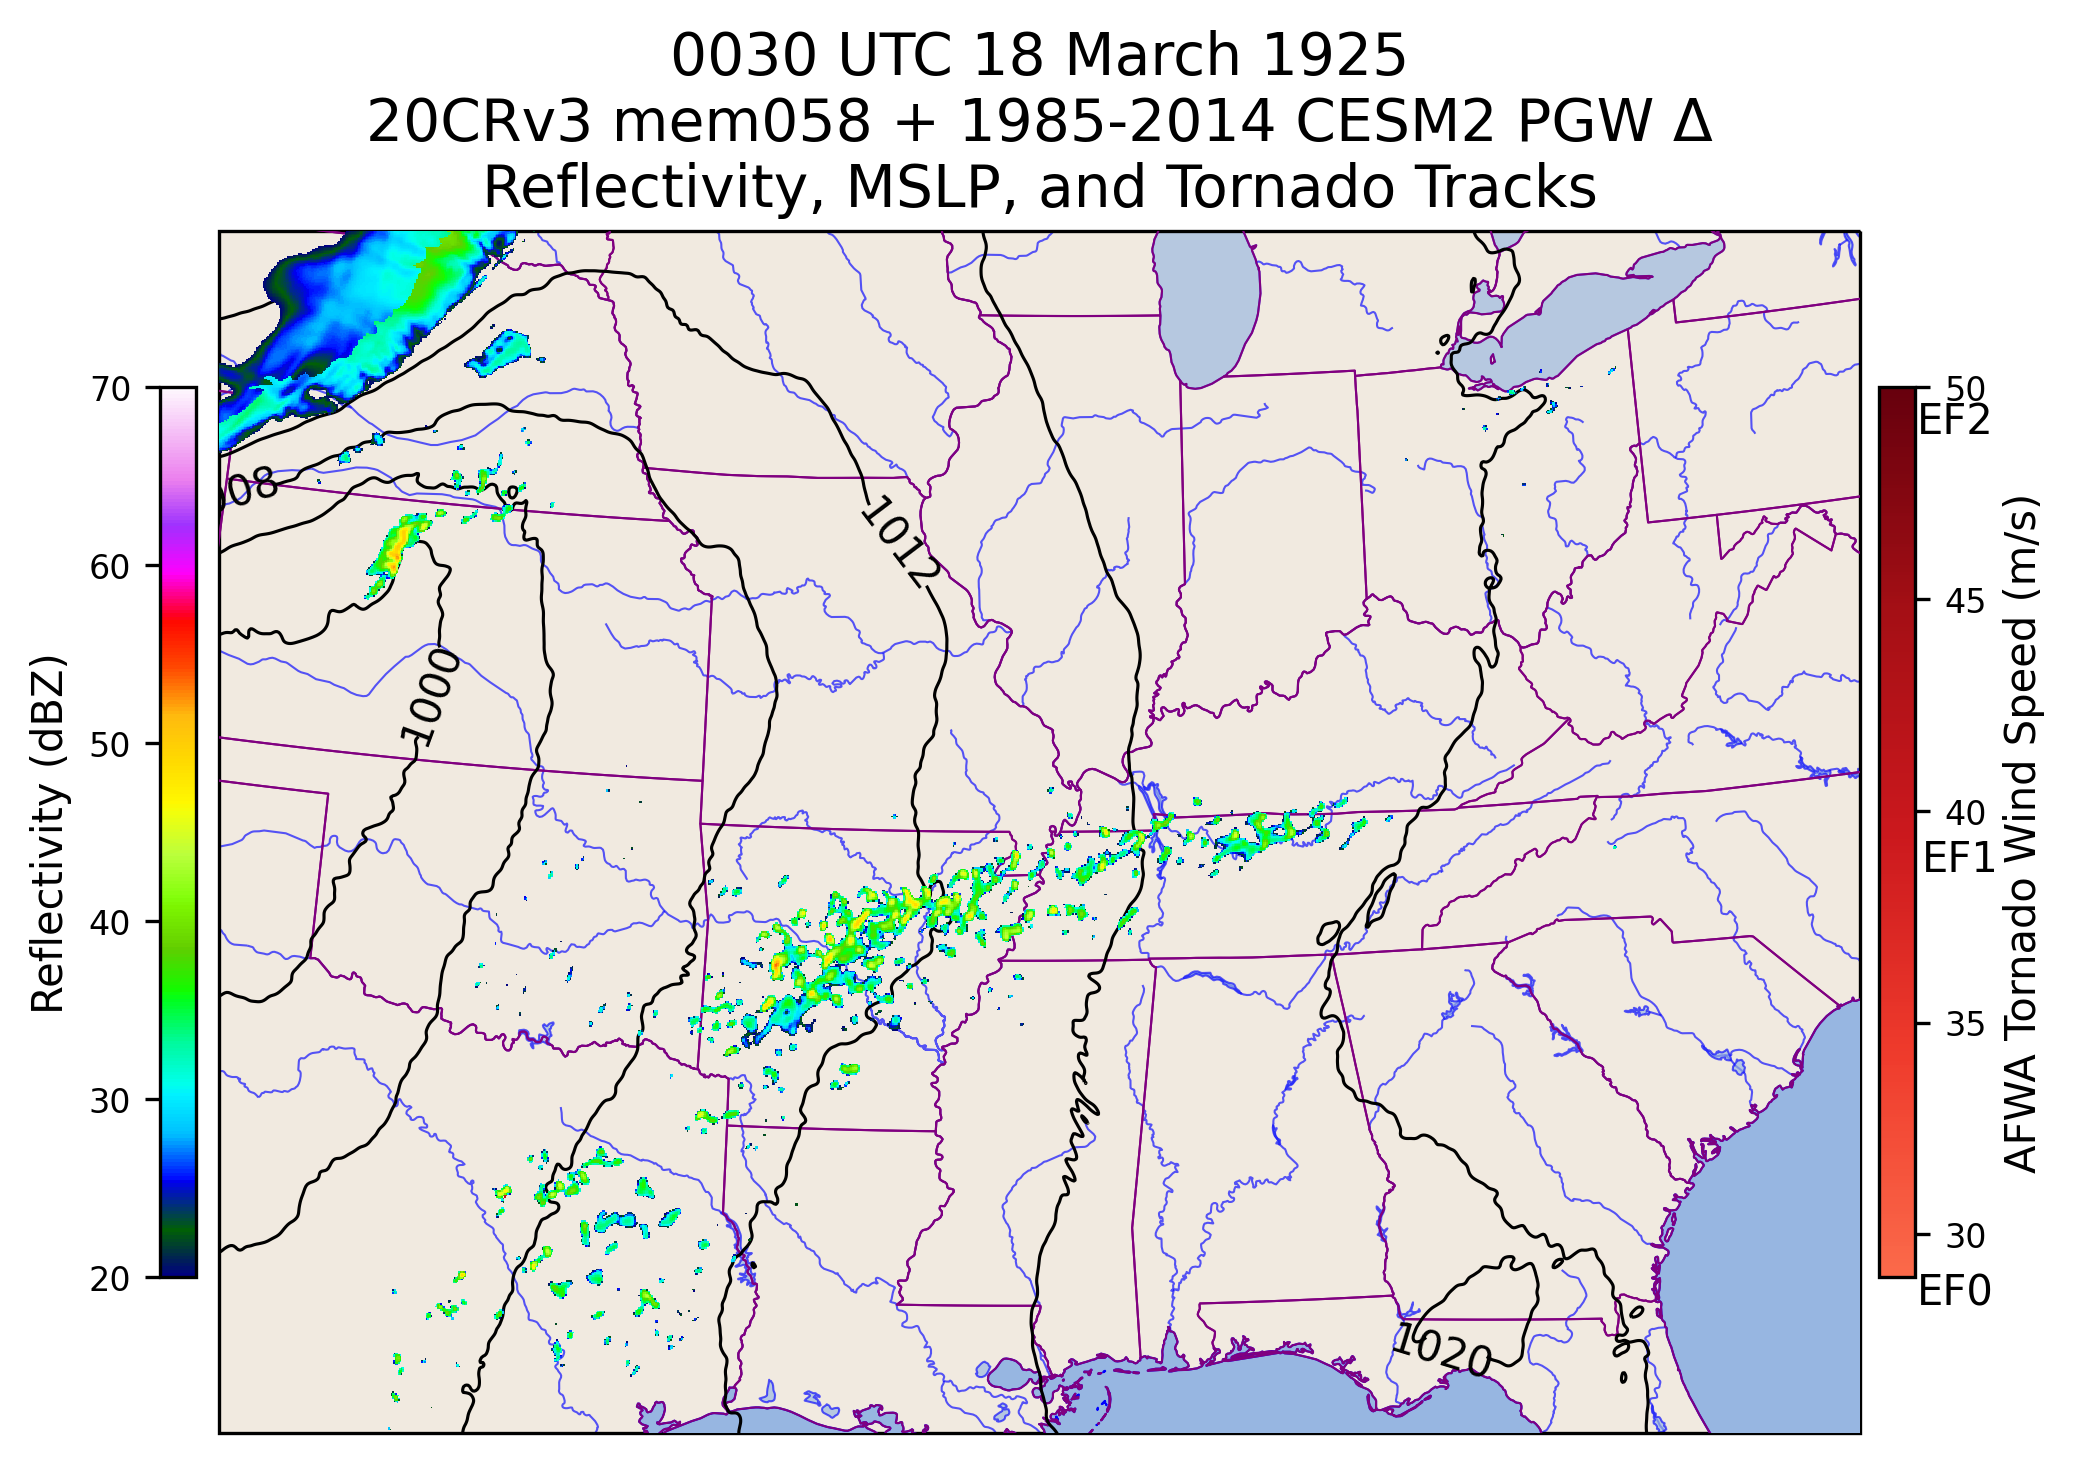 0030 UTC 18 March 1925
20CRv3 mem058 + 1985-2014 CESM2 PGW Δ
Reflectivity, MSLP, and Tornado Tracks
70
60
50
40
30
20
Reflectivity (dBZ)
08
1012
1000
1020
50
EF2
45
40
EF1
35
30
EF0
AFWA Tornado Wind Speed (m/s)